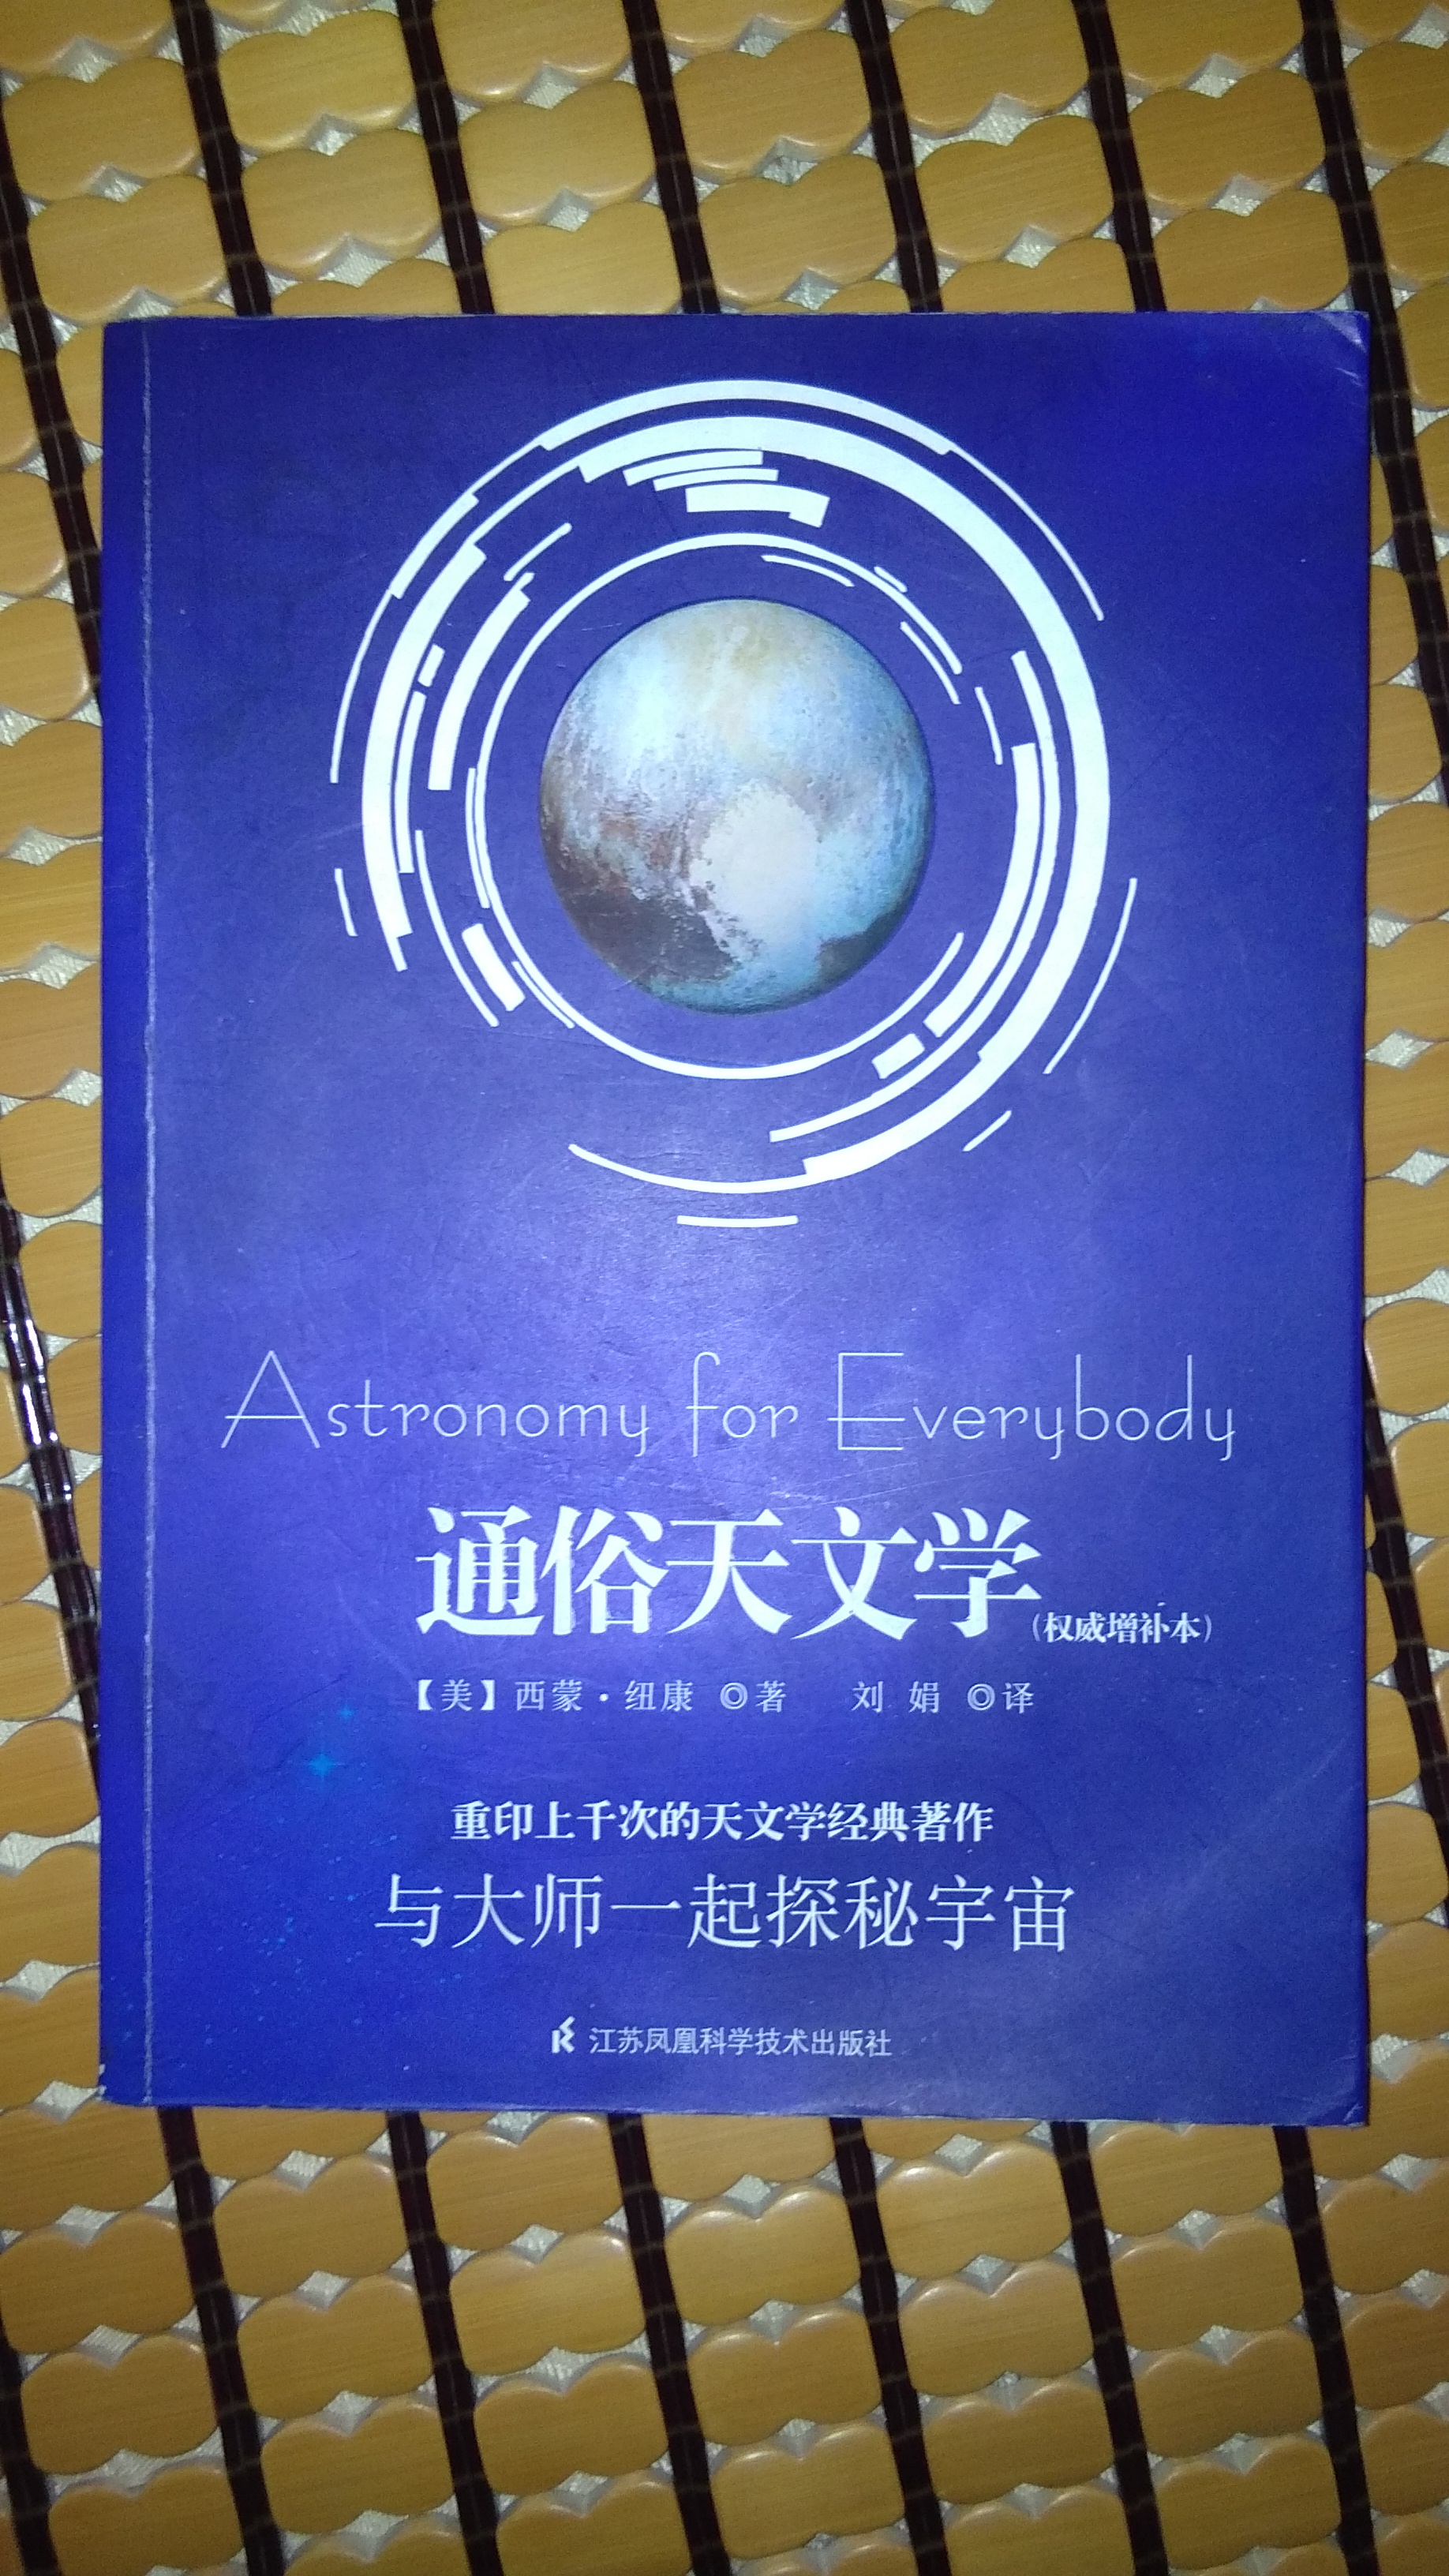 Astronomy for Everybody
通俗天文学(权威增补本)
【美】西蒙·纽康 ◎著 刘 娟 ◎译
重印上千次的天文学经典著作
与大师一起探秘宇宙
江苏凤凰科学技术出版社